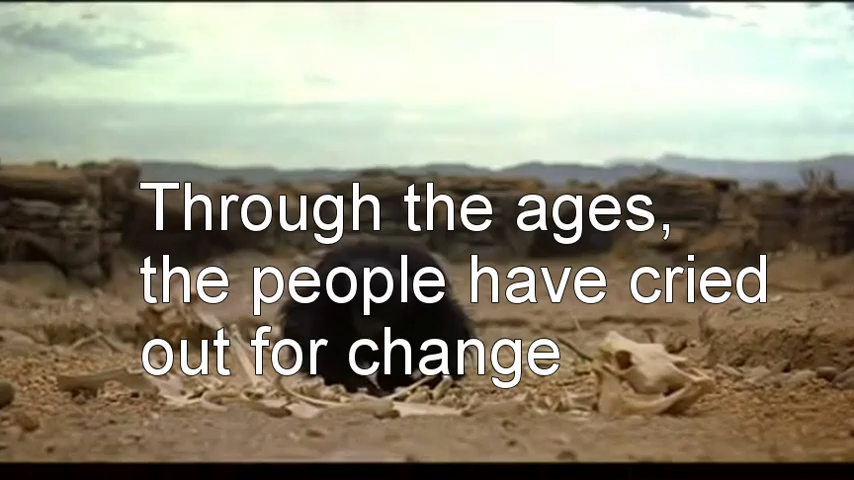 Through the ages,
the people have cried
out for change